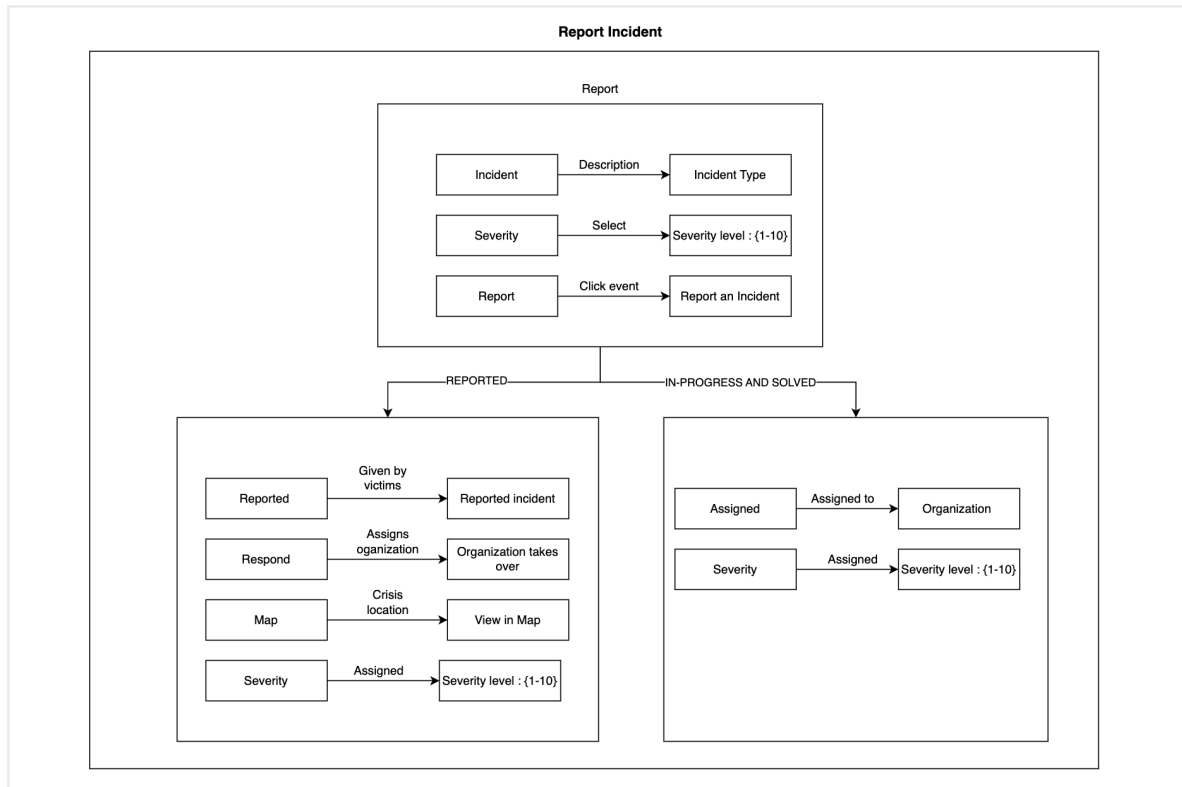 Report Incident
Report
Incident
Description
Incident Type
Severity
Select
Severity level : {1-10}
Report
Click event
Report an Incident
REPORTED
IN-PROGRESS AND SOLVED
Reported
Given by
victims
Reported incident
Respond
Assigns
oganization
Organization takes
over
Map
Crisis
location
View in Map
Severity
Assigned
Severity level : {1-10}
Assigned
Assigned to
Organization
Severity
Assigned
Severity level : {1-10}